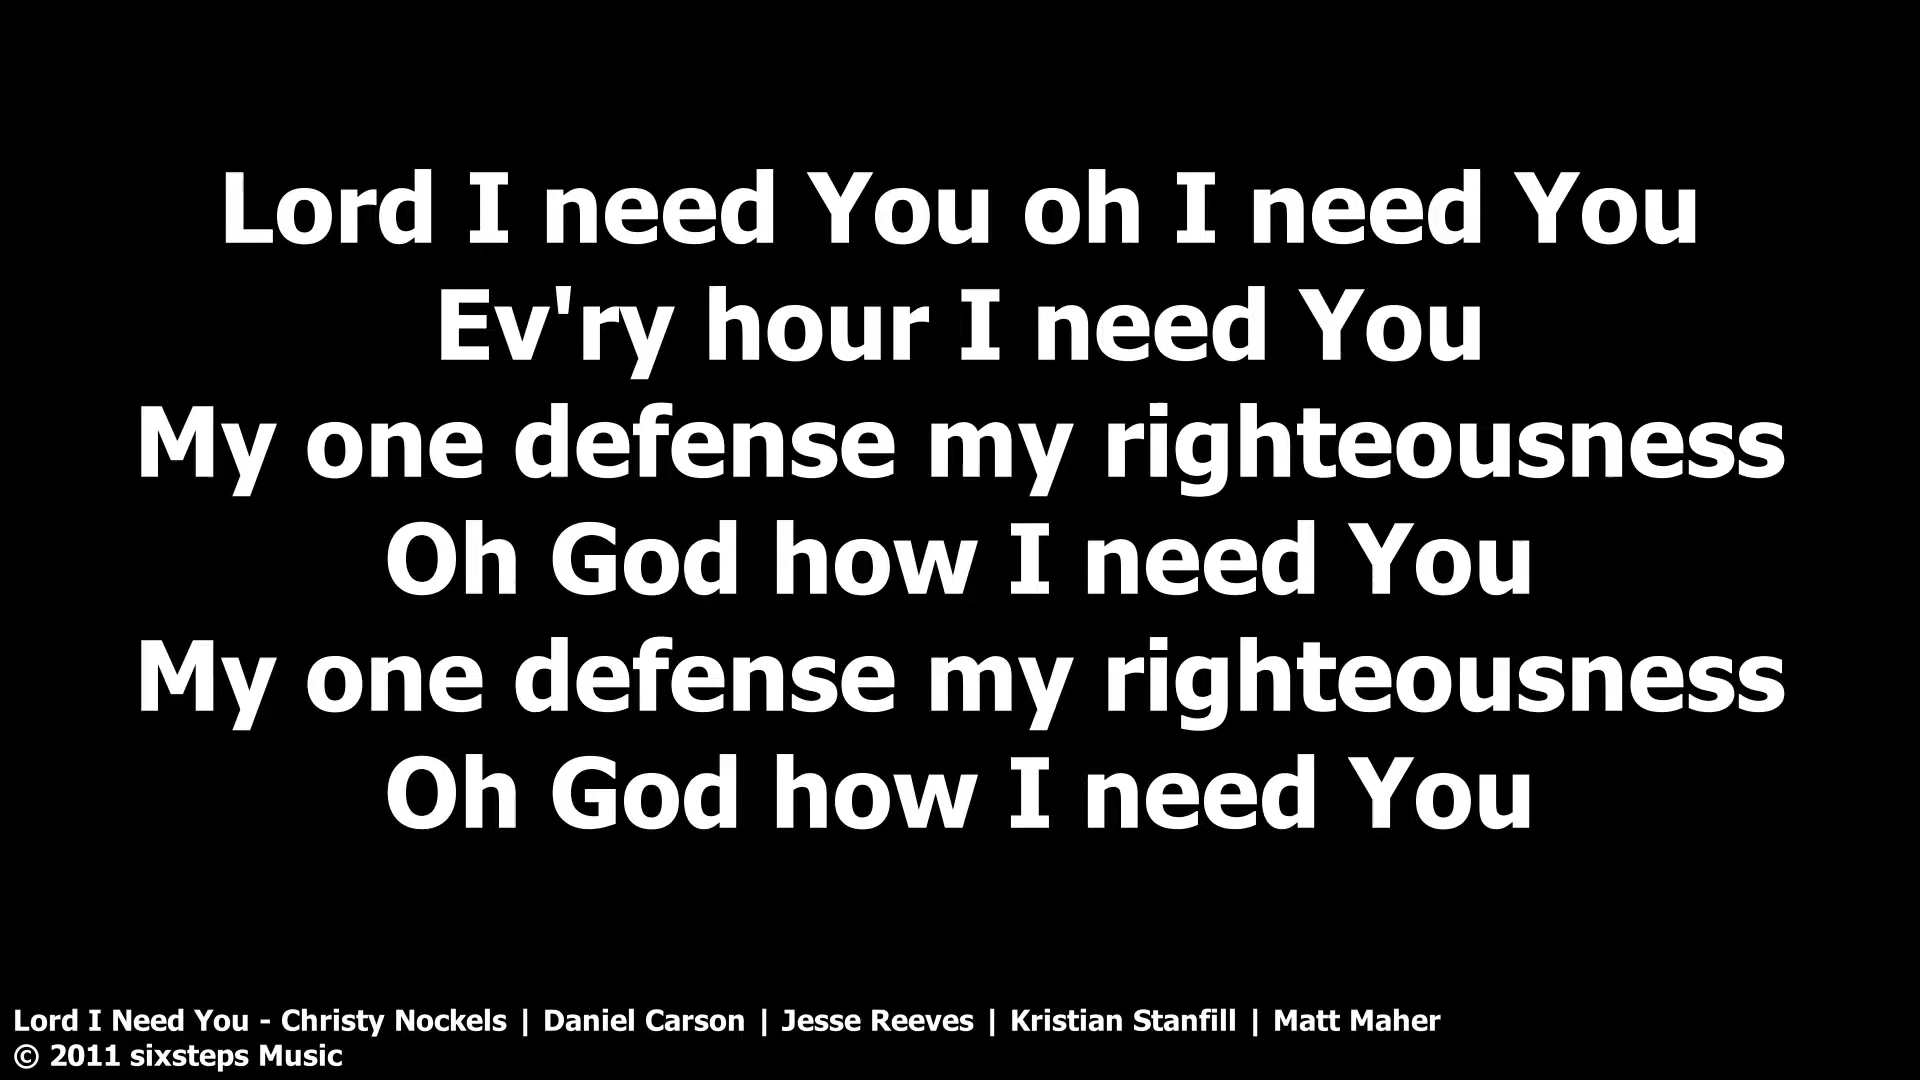 Lord I need You oh I need You
Ev'ry hour I need You
My one defense my righteousness
Oh God how I need You
My one defense my righteousness
Oh God how I need You
Lord I Need You - Christy Nockels | Daniel Carson | Jesse Reeves | Kristian Stanfill | Matt Maher
© 2011 sixsteps Music